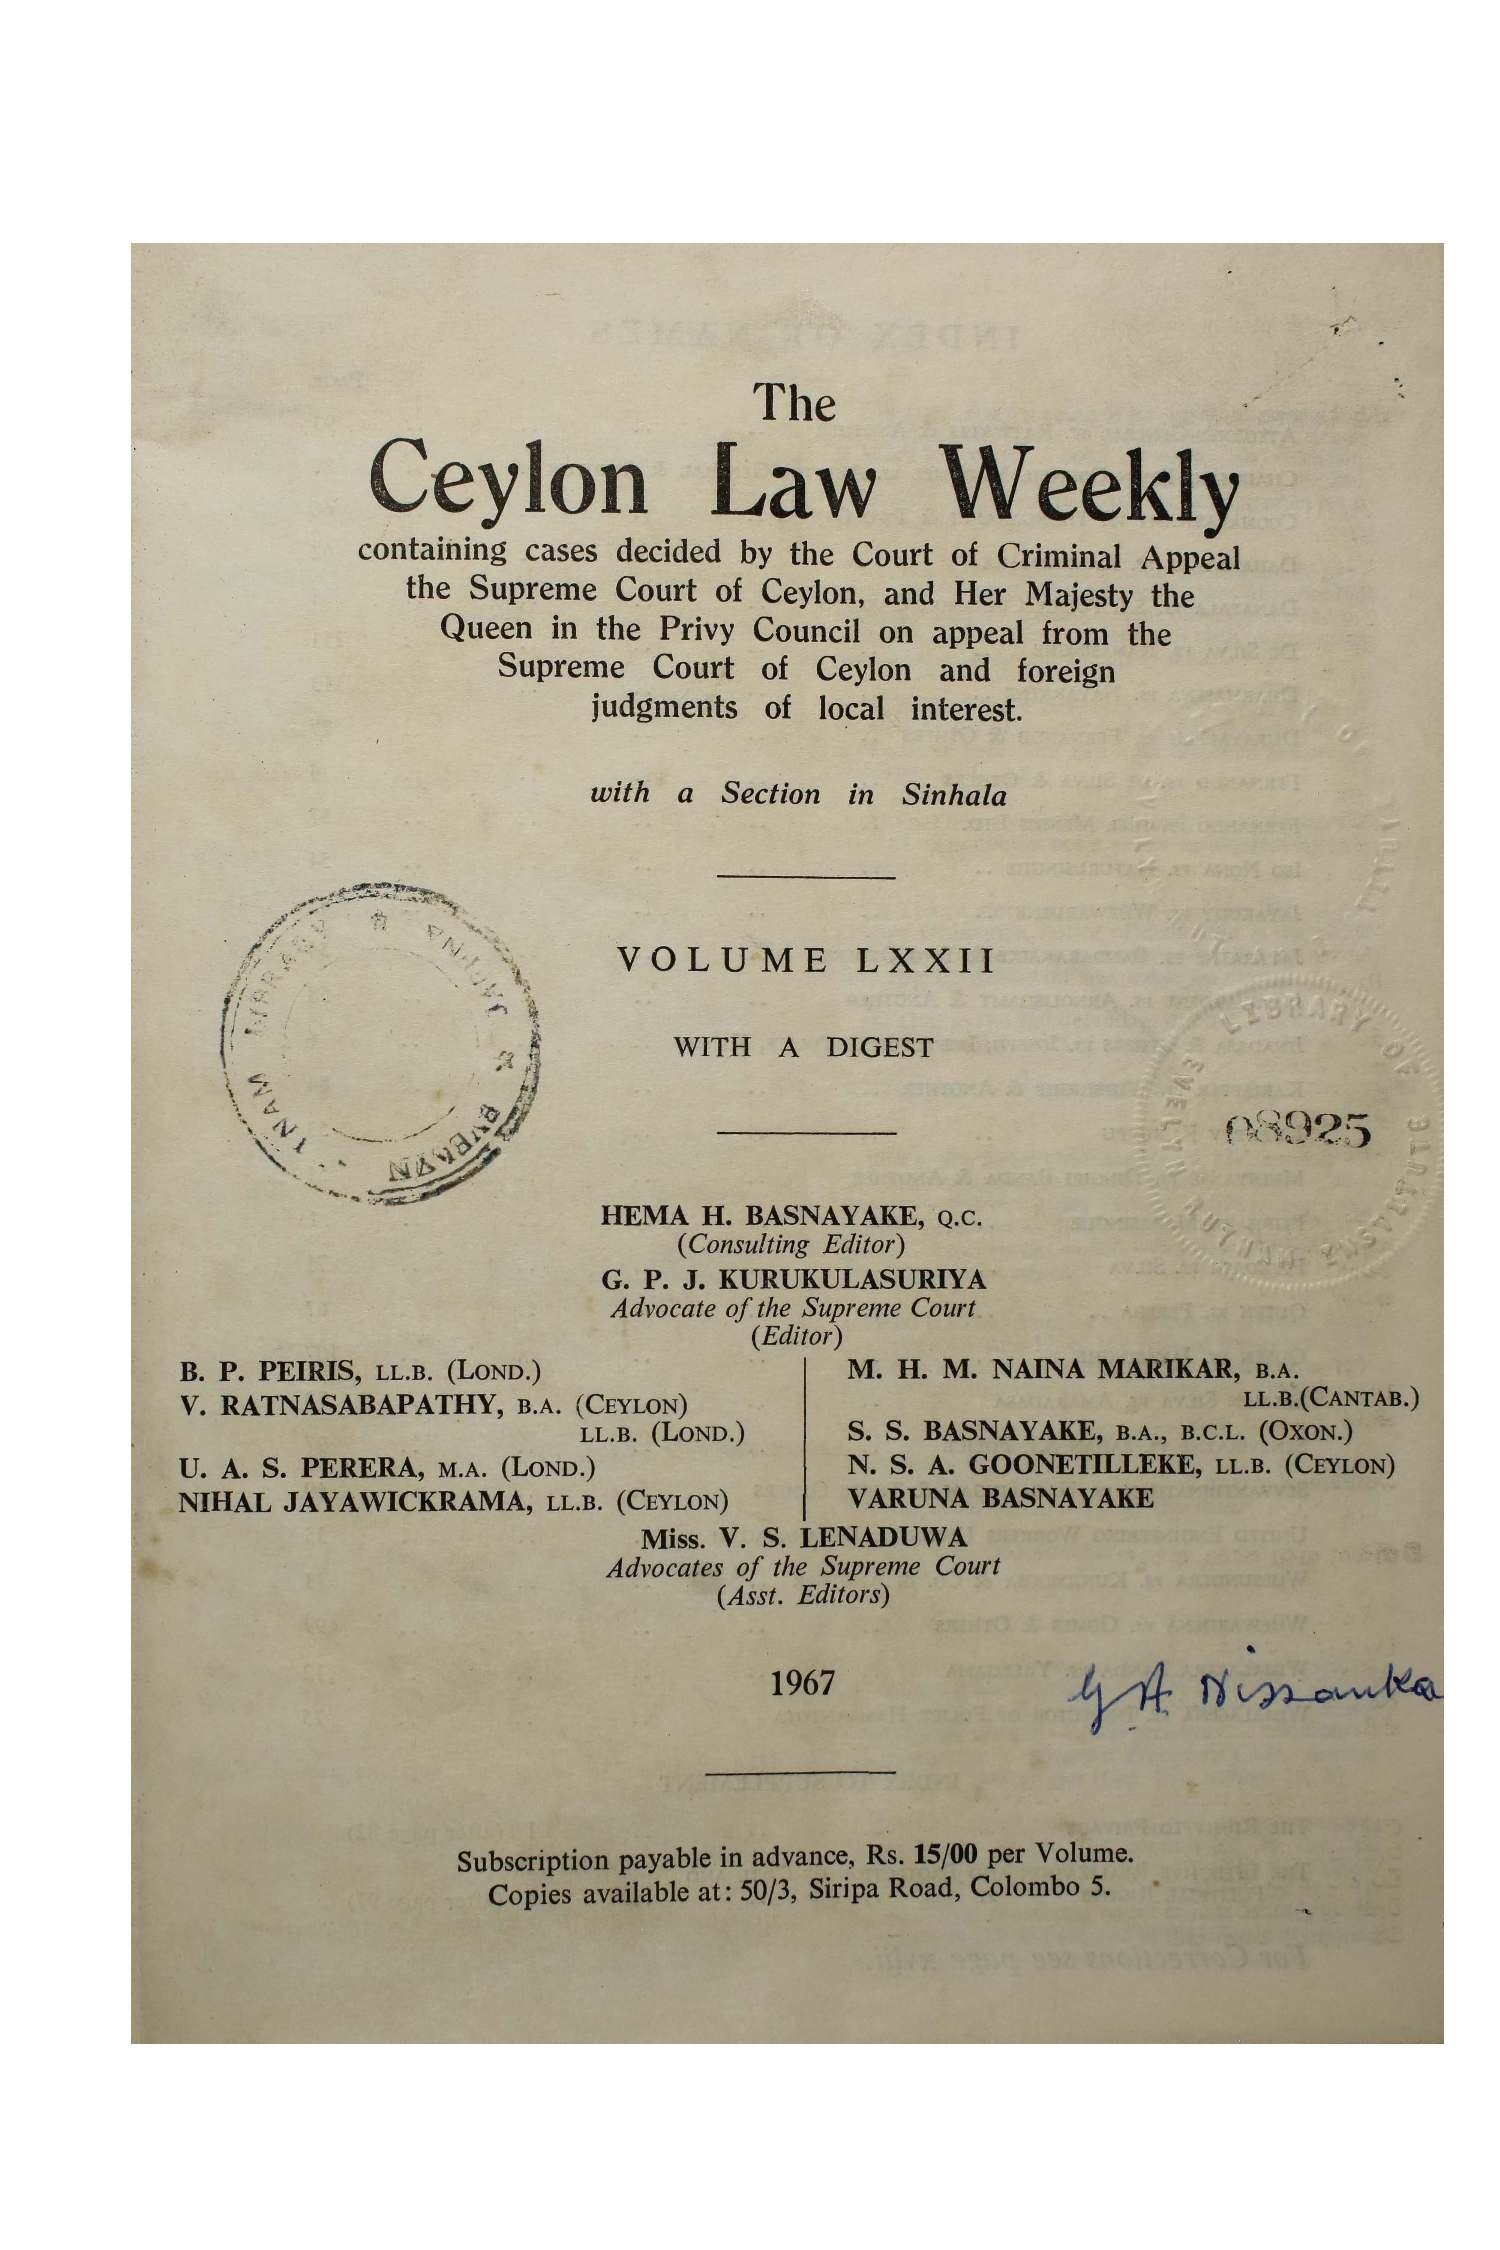 The
Ceylon Law Weekly
containing cases decided by the Court of Criminal Appeal
the Supreme Court of Ceylon, and Her Majesty the
Queen in the Privy Council on appeal from the
Supreme Court of Ceylon and foreign
judgments of local interest.
with a Section in Sinhala
VOLUME LXXII
WITH A DIGEST
LIBRARY OF
INSTITUTE
08925
LIBRARY
JAFFNA
HEMA H. BASNAYAKE, Q.C.
(Consulting Editor)
G. P. J. KURUKULASURIYA
Advocate of the Supreme Court
(Editor)
B. P. PEIRIS, LL.B. (LOND.)
V. RATNASABAPATHY, B.A. (CEYLON)
LL.B. (LOND.)
U. A. S. PERERA, M.A. (LOND.)
NIHAL JAYAWICKRAMA, LL.B. (CEYLON)
M. H. M. NAINA MARIKAR, B.A.
LL.B.(CANTAB.)
S. S. BASNAYAKE, B.A., B.C.L. (OXON.)
N. S. A. GOONETILLEKE, LL.B. (CEYLON)
VARUNA BASNAYAKE
Miss. V. S. LENADUWA
Advocates of the Supreme Court
(Asst. Editors)
1967
G A Nissanka
Subscription payable in advance, Rs. 15/00 per Volume.
Copies available at: 50/3, Siripa Road, Colombo 5.